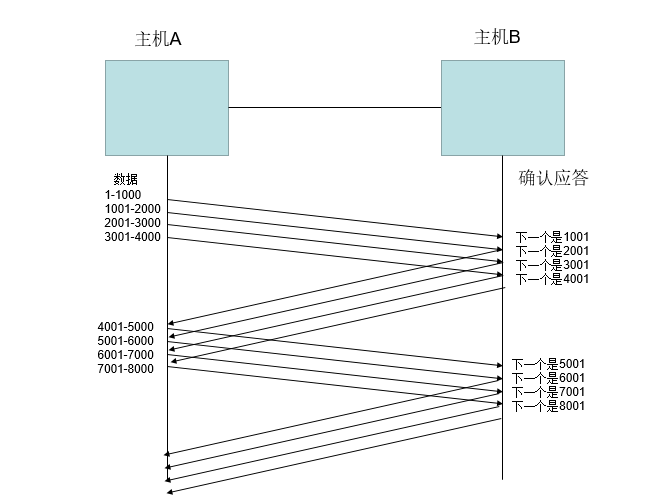 主机A
主机B
数据
1-1000
1001-2000
2001-3000
3001-4000
确认应答
下一个是1001
下一个是2001
下一个是3001
下一个是4001
4001-5000
5001-6000
6001-7000
7001-8000
下一个是5001
下一个是6001
下一个是7001
下一个是8001